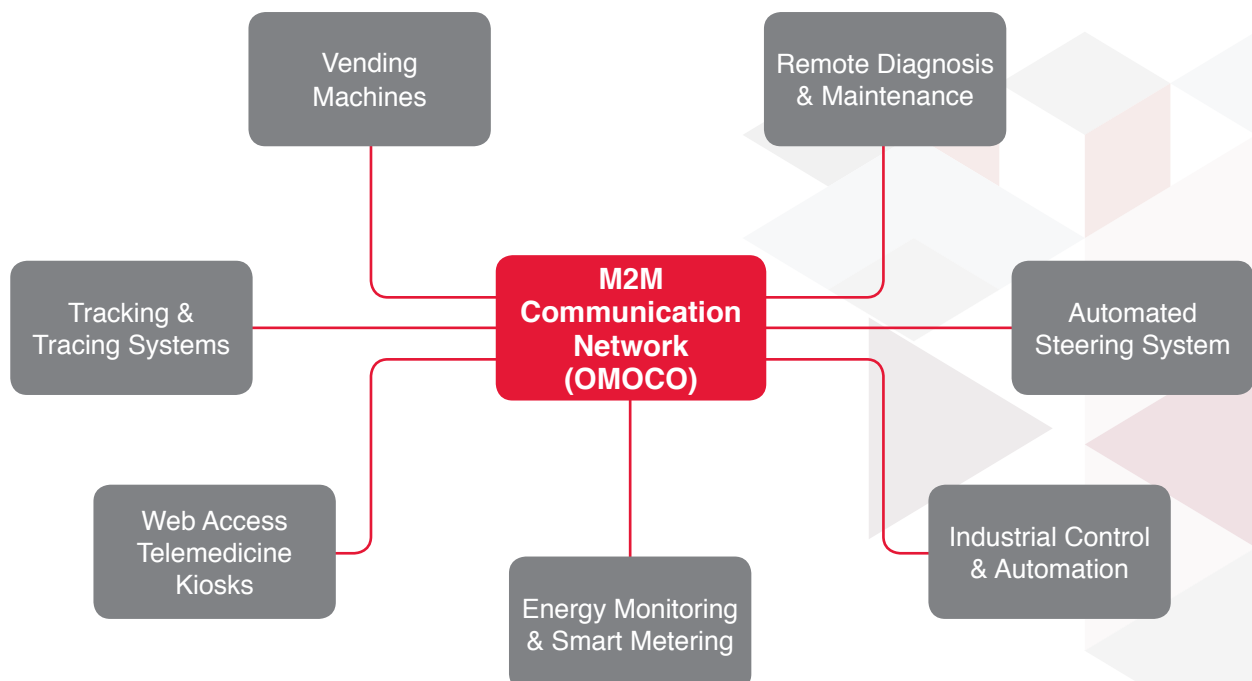 Vending
Machines
Remote Diagnosis
& Maintenance
M2M
Communication
Network
(OMOCO)
Tracking &
Tracing Systems
Automated
Steering System
Web Access
Telemedicine
Kiosks
Industrial Control
& Automation
Energy Monitoring
& Smart Metering